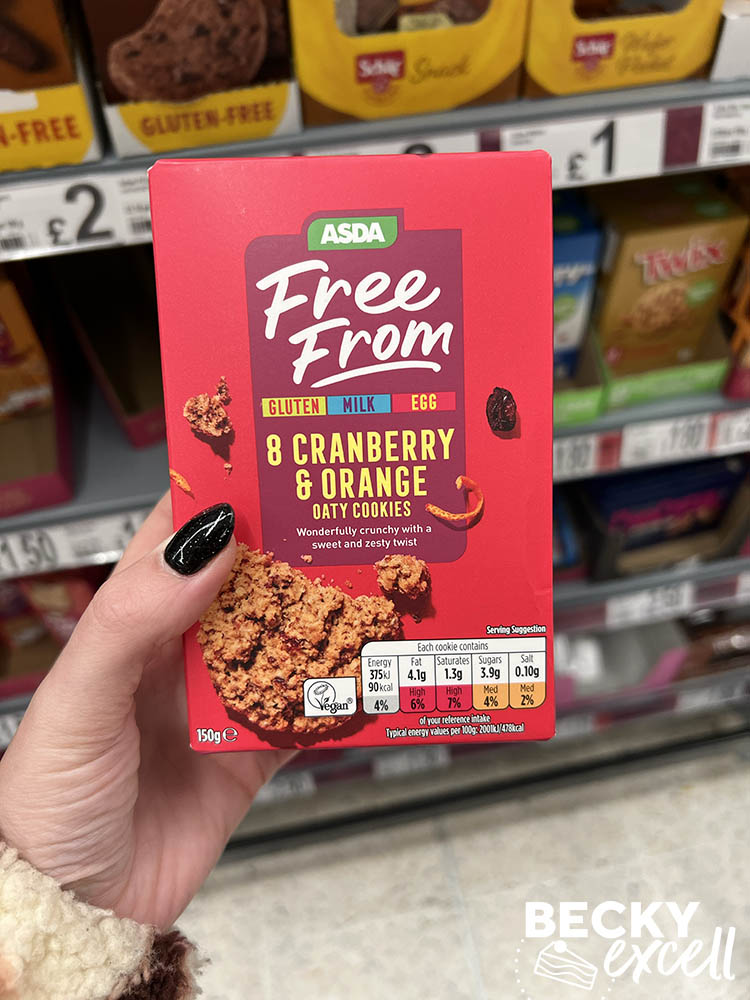 N-FREE
GLUTEN-FREE
Schär
Schär
£2
£1
Twix
1.50
ASDA
Free
From
GLUTEN MILK EGG
8 CRANBERRY
& ORANGE
OATY COOKIES
Wonderfully crunchy with a
sweet and zesty twist
Serving Suggestion
Each cookie contains
Energy Fat Saturates Sugars Salt
375kJ 4.1g 1.3g 3.9g 0.10g
90kcal High High Med Med
4% 6% 7% 4% 2%
of your reference intake
Typical energy values per 100g: 2001kJ/478kcal
Vegan®
150g e
BECKY
excell